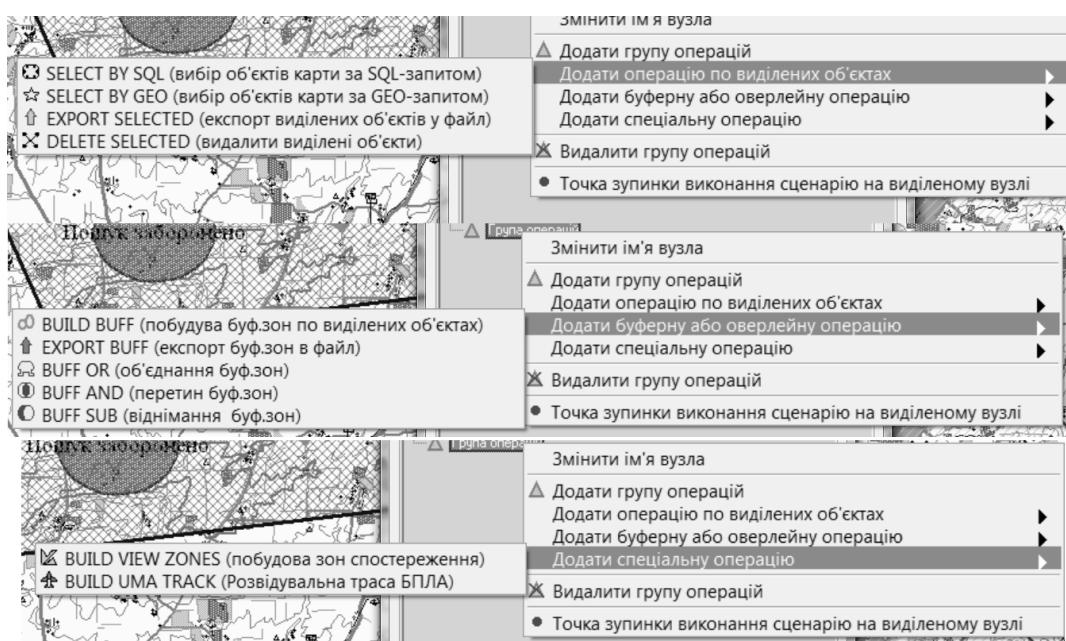 Змінити ім'я вузла
Додати групу операцій
Додати операцію по виділених об'єктах
Додати буферну або оверлейну операцію
Додати спеціальну операцію
Видалити групу операцій
Точка зупинки виконання сценарію на виділеному вузлі
SELECT BY SQL (вибір об'єктів карти за SQL-запитом)
SELECT BY GEO (вибір об'єктів карти за GEO-запитом)
EXPORT SELECTED (експорт виділених об'єктів у файл)
DELETE SELECTED (видалити виділені об'єкти)
Пошук заборонено
Група операцій
Змінити ім'я вузла
Додати групу операцій
Додати операцію по виділених об'єктах
Додати буферну або оверлейну операцію
Додати спеціальну операцію
Видалити групу операцій
Точка зупинки виконання сценарію на виділеному вузлі
BUILD BUFF (побудува буф.зон по виділених об'єктах)
EXPORT BUFF (експорт буф.зон в файл)
BUFF OR (об'єднання буф.зон)
BUFF AND (перетин буф.зон)
BUFF SUB (віднімання буф.зон)
Пошук заборонено
Група операцій
Змінити ім'я вузла
Додати групу операцій
Додати операцію по виділених об'єктах
Додати буферну або оверлейну операцію
Додати спеціальну операцію
Видалити групу операцій
Точка зупинки виконання сценарію на виділеному вузлі
BUILD VIEW ZONES (побудова зон спостереження)
BUILD UMA TRACK (Розвідувальна траса БПЛА)